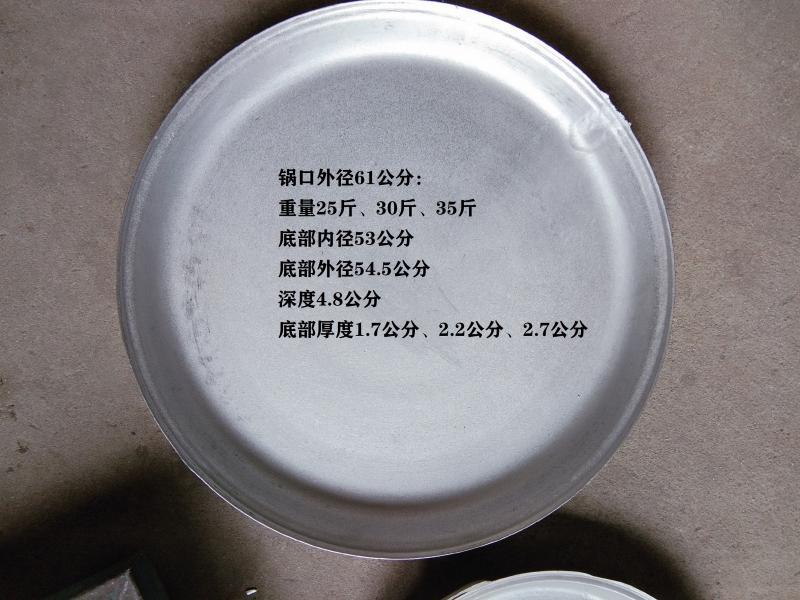 锅口外径61公分:
重量25斤、30斤、35斤
底部内径53公分
底部外径54.5公分
深度4.8公分
底部厚度1.7公分、2.2公分、2.7公分